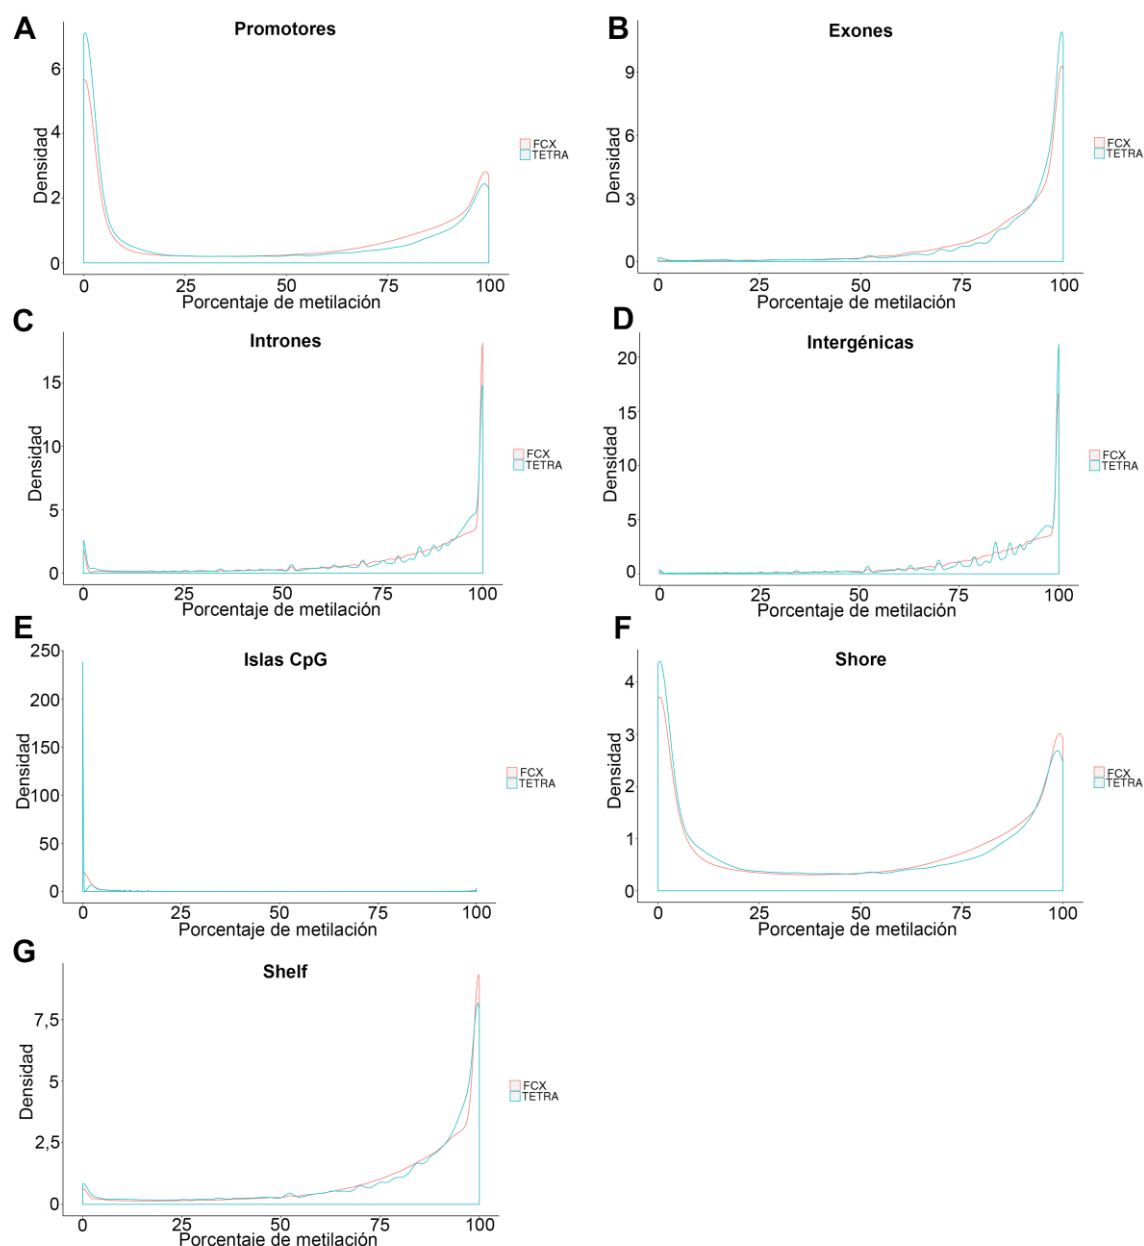 A
Promotores
Densidad
6
4
2
0
0 25 50 75 100
Porcentaje de metilación
FCX
TETRA
B
Exones
Densidad
9
6
3
0
0 25 50 75 100
Porcentaje de metilación
FCX
TETRA
C
Intrones
Densidad
15
10
5
0
0 25 50 75 100
Porcentaje de metilación
FCX
TETRA
D
Intergénicas
Densidad
20
15
10
5
0
0 25 50 75 100
Porcentaje de metilación
FCX
TETRA
E
Islas CpG
Densidad
250
200
150
100
50
0
0 25 50 75 100
Porcentaje de metilación
FCX
TETRA
F
Shore
Densidad
4
3
2
1
0
0 25 50 75 100
Porcentaje de metilación
FCX
TETRA
G
Shelf
Densidad
7,5
5
2,5
0
0 25 50 75 100
Porcentaje de metilación
FCX
TETRA